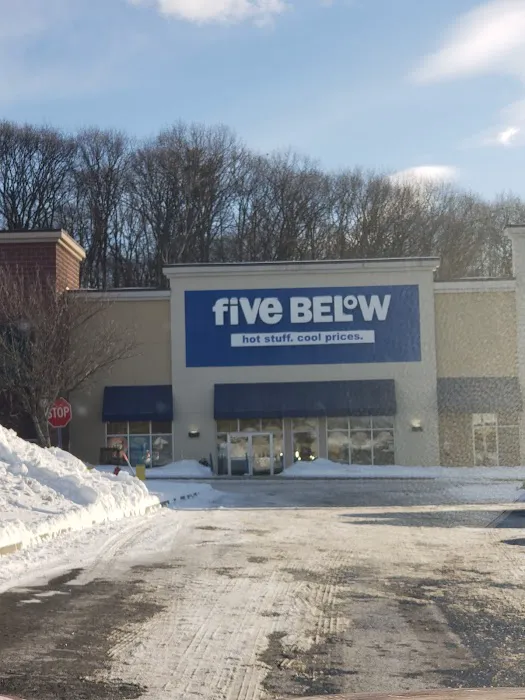 five BELoW
hot stuff. cool prices.
STOP